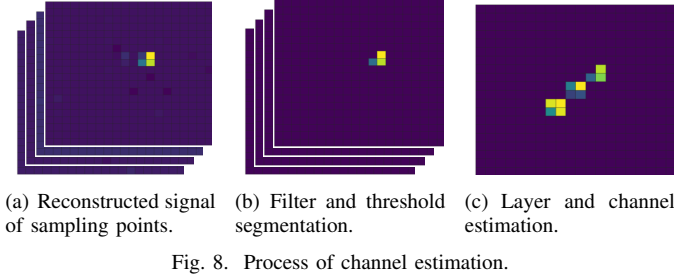 (a) Reconstructed signal
of sampling points.
(b) Filter and threshold
segmentation.
(c) Layer and channel
estimation.
Fig. 8. Process of channel estimation.